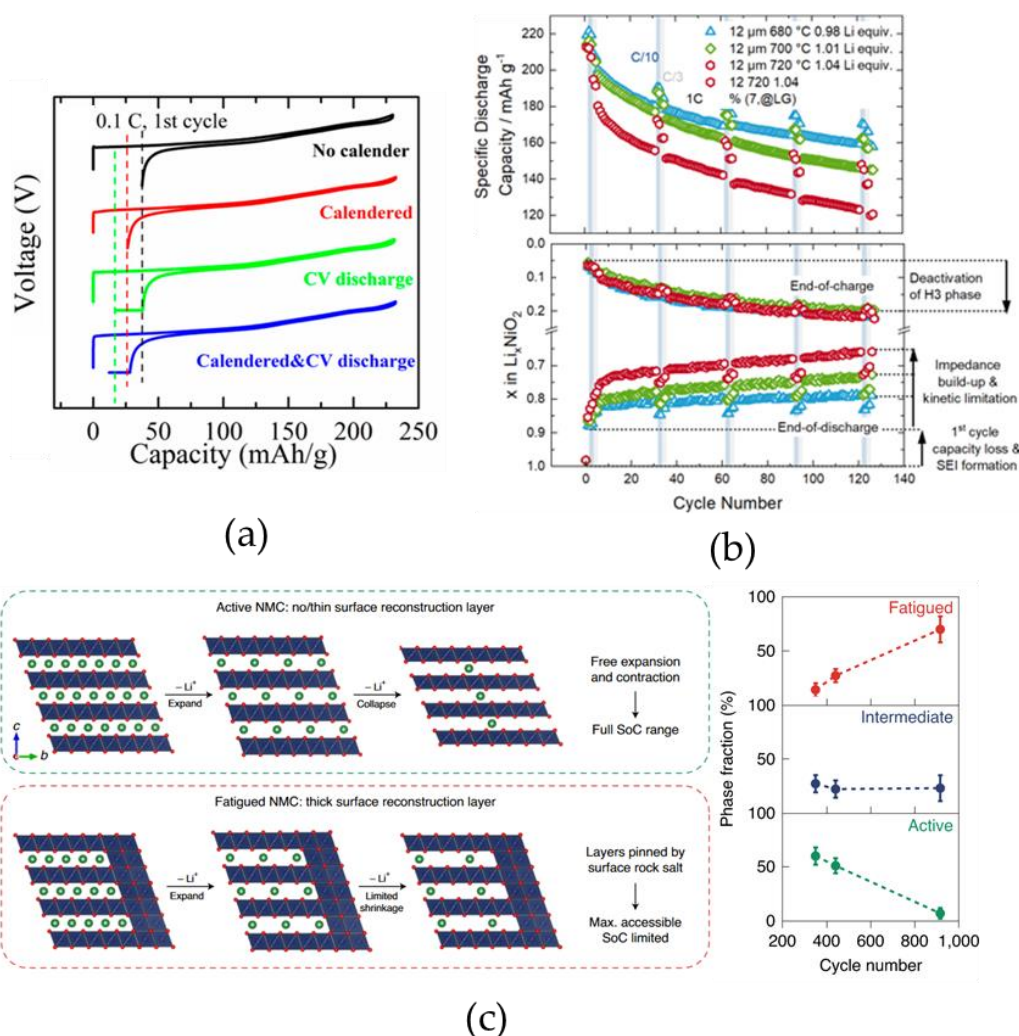 0.1 C, 1st cycle
No calender
Calendered
CV discharge
Calendered&CV discharge
Voltage (V)
0 50 100 150 200 250
Capacity (mAh/g)
(a)
12 µm 680 °C 0.98 Li equiv.
12 µm 700 °C 1.01 Li equiv.
12 µm 720 °C 1.04 Li equiv.
12 720 1.04
C/10
C/3
1C % (7,@LG)
Specific Discharge
Capacity / mAh g⁻¹
220
200
180
160
140
120
0.0
0.1
0.2
0.7
0.8
0.9
1.0
x in LiₓNiO₂
End-of-charge
Deactivation
of H3 phase
Impedance
build-up &
kinetic limitation
End-of-discharge
1st cycle
capacity loss &
SEI formation
0 20 40 60 80 100 120 140
Cycle Number
(b)
Active NMC: no/thin surface reconstruction layer
– Li⁺
Expand
– Li⁺
Collapse
Free expansion
and contraction
Full SoC range
c
b
Fatigued NMC: thick surface reconstruction layer
– Li⁺
Expand
– Li⁺
Limited
shrinkage
Layers pinned by
surface rock salt
Max. accessible
SoC limited
Phase fraction (%)
100
Fatigued
50
100
Intermediate
50
100
Active
50
0
200 400 600 800 1,000
Cycle number
(c)